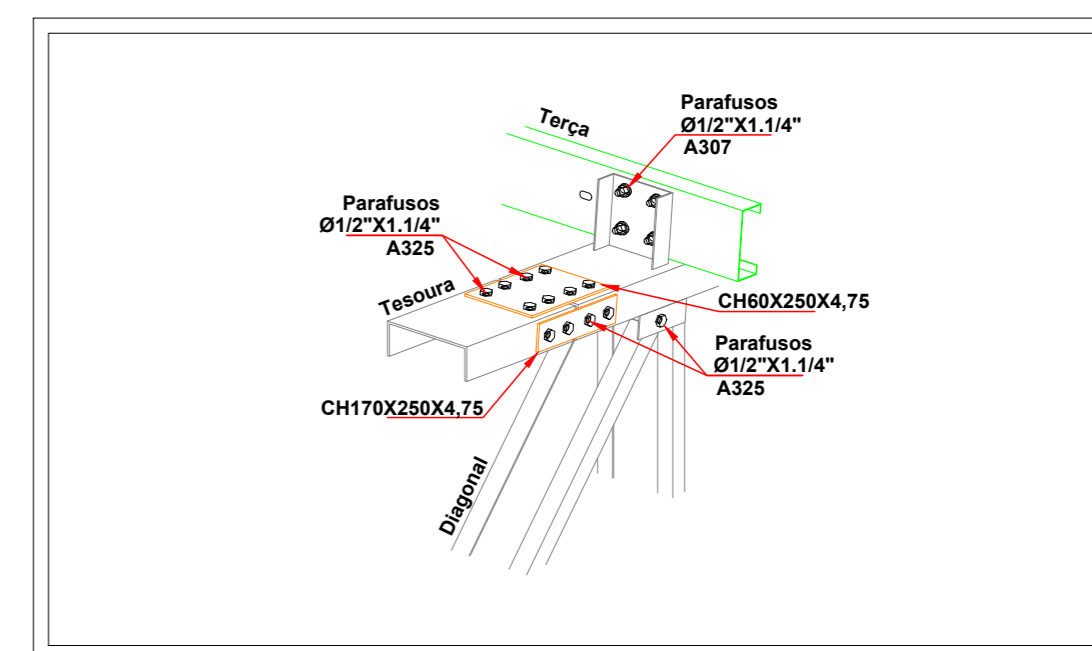 Terça
Parafusos
Ø1/2"X1.1/4"
A307
Parafusos
Ø1/2"X1.1/4"
A325
Tesoura
CH60X250X4,75
Parafusos
Ø1/2"X1.1/4"
A325
CH170X250X4,75
Diagonal